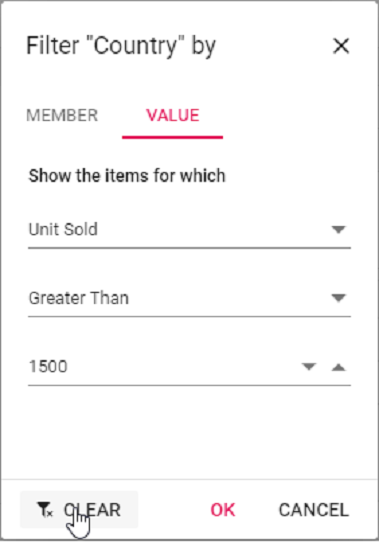 Filter "Country" by
MEMBER VALUE
Show the items for which
Unit Sold
Greater Than
1500
CLEAR OK CANCEL